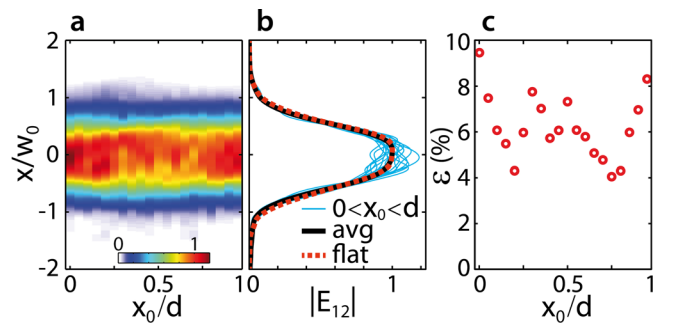 a
b
c
2
1
0
-1
-2
x/w₀
0 1
0 0.5 1
x₀/d
0<x₀<d
avg
flat
0 1
|E₁₂|
10
8
6
4
2
0
ε (%)
0 0.5 1
x₀/d